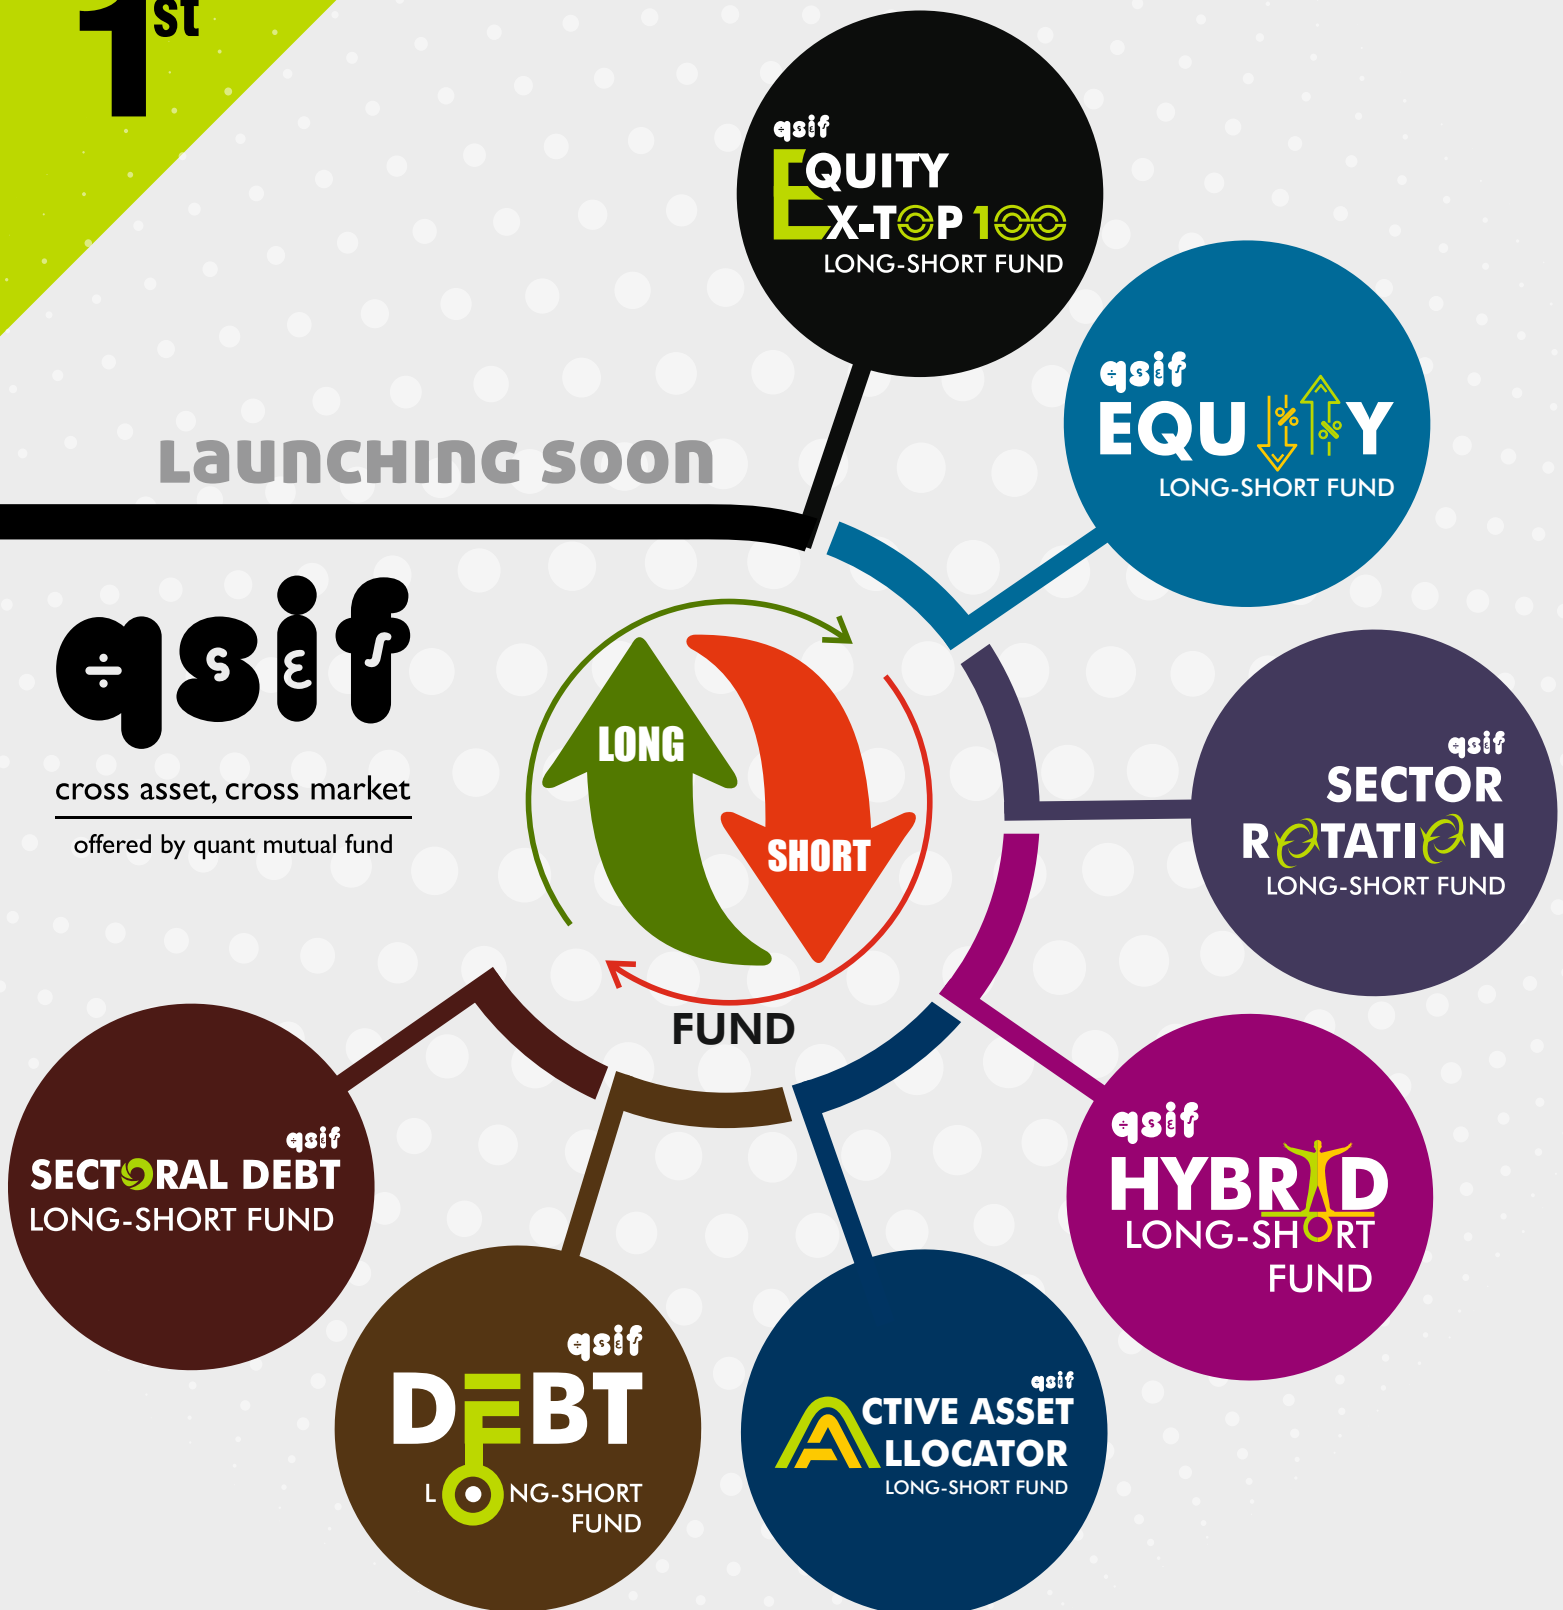 1st
qsif
EQUITY
EX-TOP 100
LONG-SHORT FUND
qsif
EQUITY
LONG-SHORT FUND
LAUNCHING SOON
qsif
cross asset, cross market
offered by quant mutual fund
LONG
SHORT
FUND
qsif
SECTOR
ROTATION
LONG-SHORT FUND
qsif
HYBRID
LONG-SHORT
FUND
qsif
ACTIVE ASSET
ALLOCATOR
LONG-SHORT FUND
qsif
DEBT
LONG-SHORT
FUND
qsif
SECTORAL DEBT
LONG-SHORT FUND